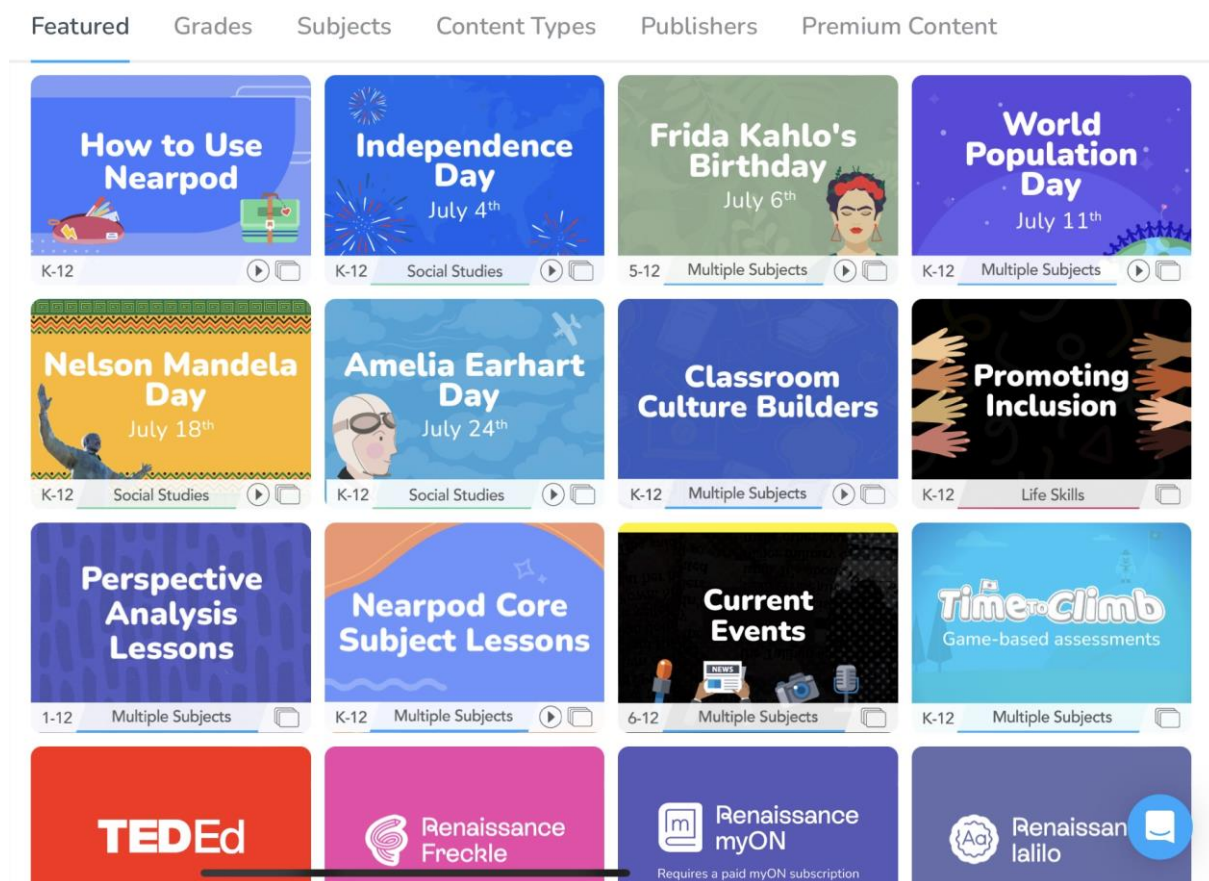 Featured Grades Subjects Content Types Publishers Premium Content
How to Use
Nearpod
K-12
Independence
Day
July 4th
K-12 Social Studies
Frida Kahlo's
Birthday
July 6th
5-12 Multiple Subjects
World
Population
Day
July 11th
K-12 Multiple Subjects
Nelson Mandela
Day
July 18th
K-12 Social Studies
Amelia Earhart
Day
July 24th
K-12 Social Studies
Classroom
Culture Builders
K-12 Multiple Subjects
Promoting
Inclusion
K-12 Life Skills
Perspective
Analysis
Lessons
1-12 Multiple Subjects
Nearpod Core
Subject Lessons
K-12 Multiple Subjects
Current
Events
NEWS
6-12 Multiple Subjects
Time To Climb
Game-based assessments
K-12 Multiple Subjects
TEDEd
Renaissance
Freckle
m
Renaissance
myON
Requires a paid myON subscription
Aa
Renaissan
lalilo